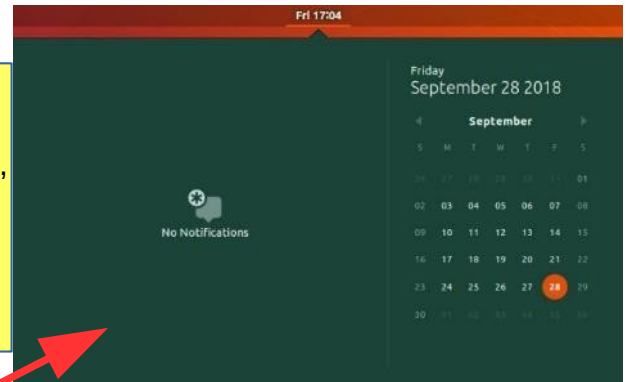 Fri 17:04
,
No Notifications
Friday
September 28 2018
September
S M T W T F S
26 27 28 29 30 31 01
02 03 04 05 06 07 08
09 10 11 12 13 14 15
16 17 18 19 20 21 22
23 24 25 26 27 28 29
30 01 02 03 04 05 06